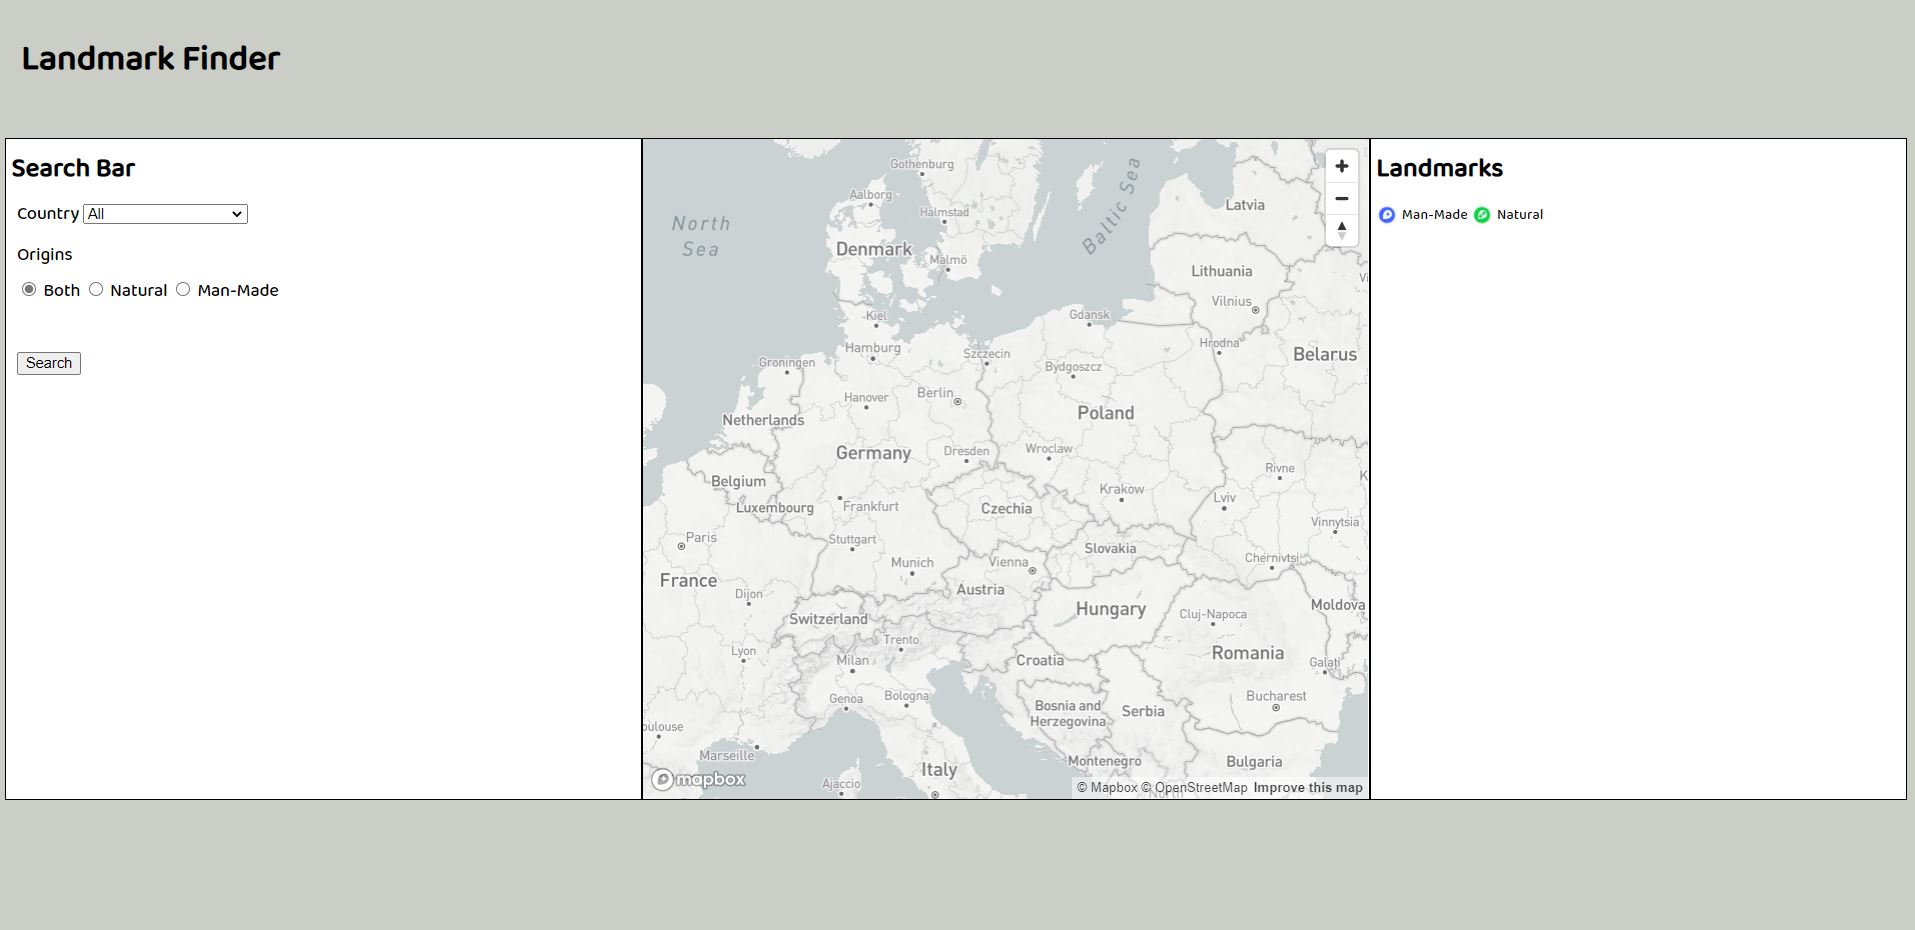 Landmark Finder
Search Bar
Country All
Origins
Both Natural Man-Made
Search
North
Sea
Baltic Sea
Gothenburg
Aalborg
Halmstad
Denmark
Malmö
Latvia
Lithuania
Vilnius
Vi
Kiel
Gdansk
Hamburg
Szczecin
Hrodna
Belarus
Groningen
Bydgoszcz
Hanover
Berlin
Netherlands
Poland
Germany
Dresden
Wroclaw
Rivne
Belgium
Krakow
Lviv
K
Luxembourg
Frankfurt
Czechia
Vinnytsia
Paris
Stuttgart
Slovakia
Munich
Vienna
Chernivtsi
France
Dijon
Austria
Switzerland
Hungary
Cluj-Napoca
Moldova
Trento
Lyon
Milan
Croatia
Romania
Galați
Genoa
Bologna
Bosnia and
Herzegovina
Serbia
Bucharest
oulouse
Marseille
Montenegro
Bulgaria
Italy
Ajaccio
mapbox
© Mapbox © OpenStreetMap Improve this map
North
Landmarks
Man-Made Natural